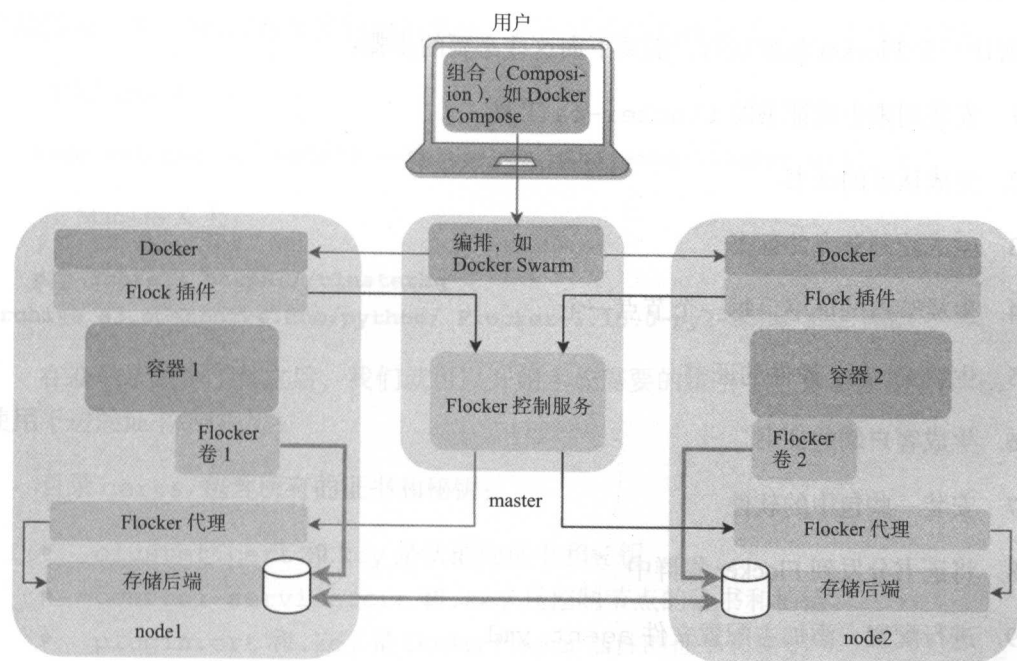 用户
组合（Composi-
ion），如 Docker
Compose
Docker
Flock 插件
容器 1
Flocker
卷 1
Flocker 代理
存储后端
node1
编排，如
Docker Swarm
Flocker 控制服务
master
Docker
Flock 插件
容器 2
Flocker
卷 2
Flocker 代理
存储后端
node2